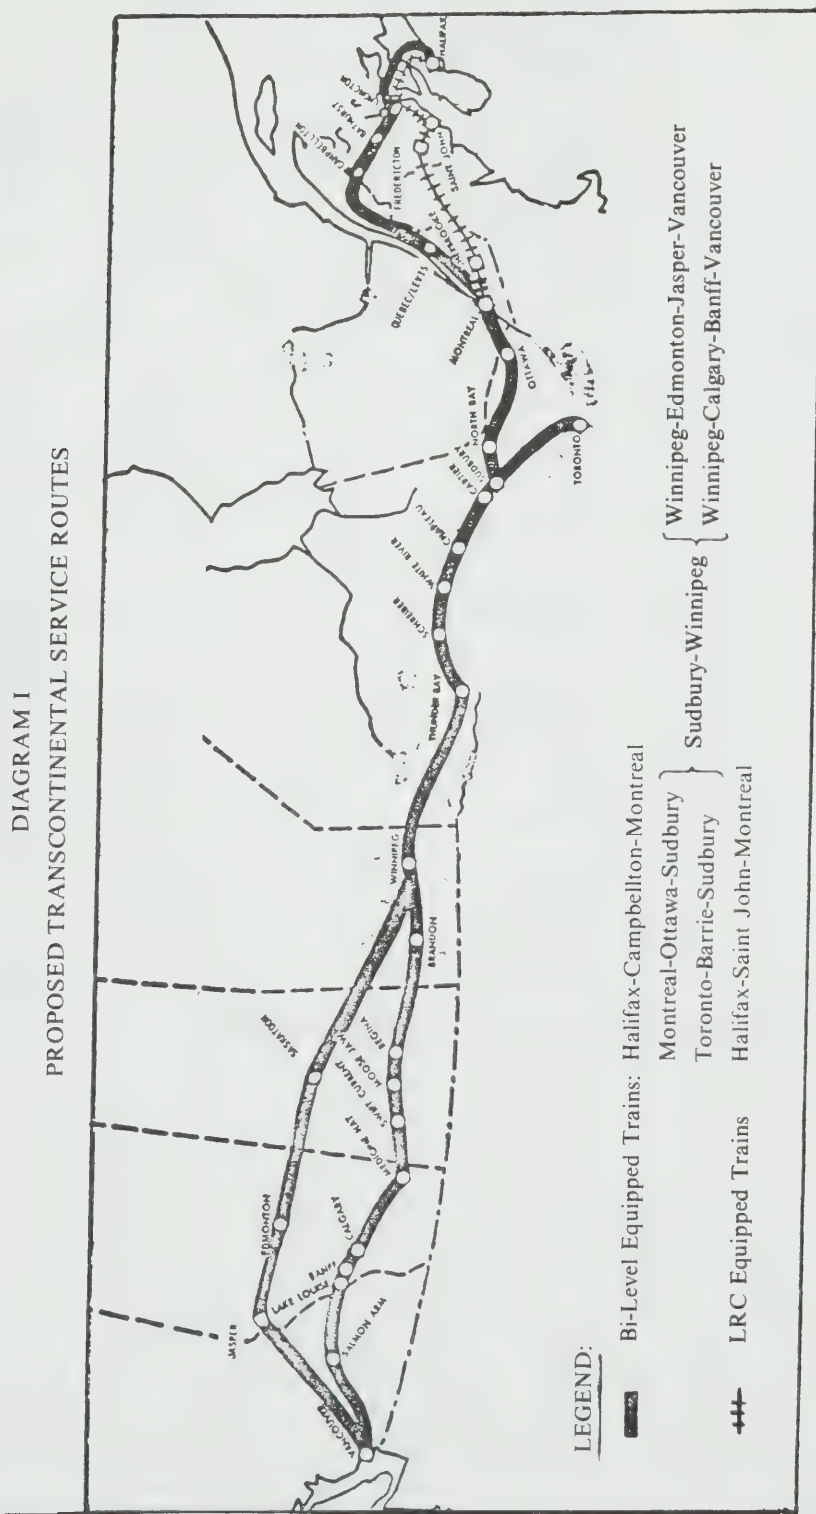 DIAGRAM I
PROPOSED TRANSCONTINENTAL SERVICE ROUTES
VANCOUVER
JASPER
SALMON ARM
LAKE LOUISE
BANFF
CALGARY
EDMONTON
MEDICINE HAT
SWIFT CURRENT
MOOSE JAW
REGINA
SASKATOON
BRANDON
WINNIPEG
THUNDER BAY
SCHREIBER
WHITE RIVER
CHAPLEAU
CARTIER
SUDBURY
NORTH BAY
TORONTO
OTTAWA
MONTREAL
QUEBEC/LEVIS
FREDERICTON
SAINT JOHN
CAMPBELLTON
BATHURST
MONCTON
HALIFAX
LEGEND:
Bi-Level Equipped Trains: Halifax-Campbellton-Montreal
Montreal-Ottawa-Sudbury
Toronto-Barrie-Sudbury } Sudbury-Winnipeg { Winnipeg-Edmonton-Jasper-Vancouver
Winnipeg-Calgary-Banff-Vancouver
LRC Equipped Trains Halifax-Saint John-Montreal